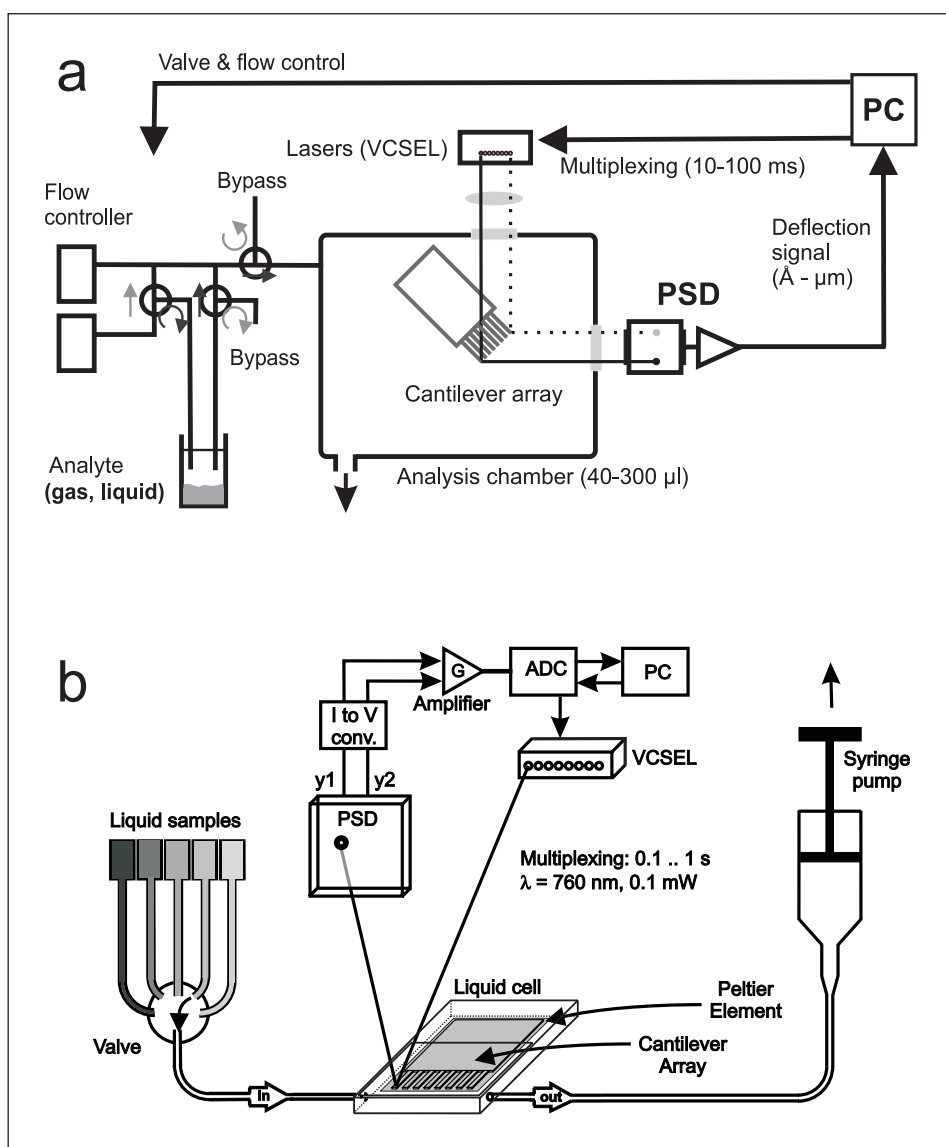 a
Valve & flow control
PC
Lasers (VCSEL)
Multiplexing (10-100 ms)
Bypass
Flow
controller
Deflection
signal
(Å - µm)
PSD
Bypass
Cantilever array
Analyte
(gas, liquid)
Analysis chamber (40-300 µl)
b
G
Amplifier
ADC
PC
I to V
conv.
VCSEL
y1
y2
PSD
Syringe
pump
Liquid samples
Multiplexing: 0.1 .. 1 s
λ = 760 nm, 0.1 mW
Liquid cell
Peltier
Element
Valve
Cantilever
Array
In
out